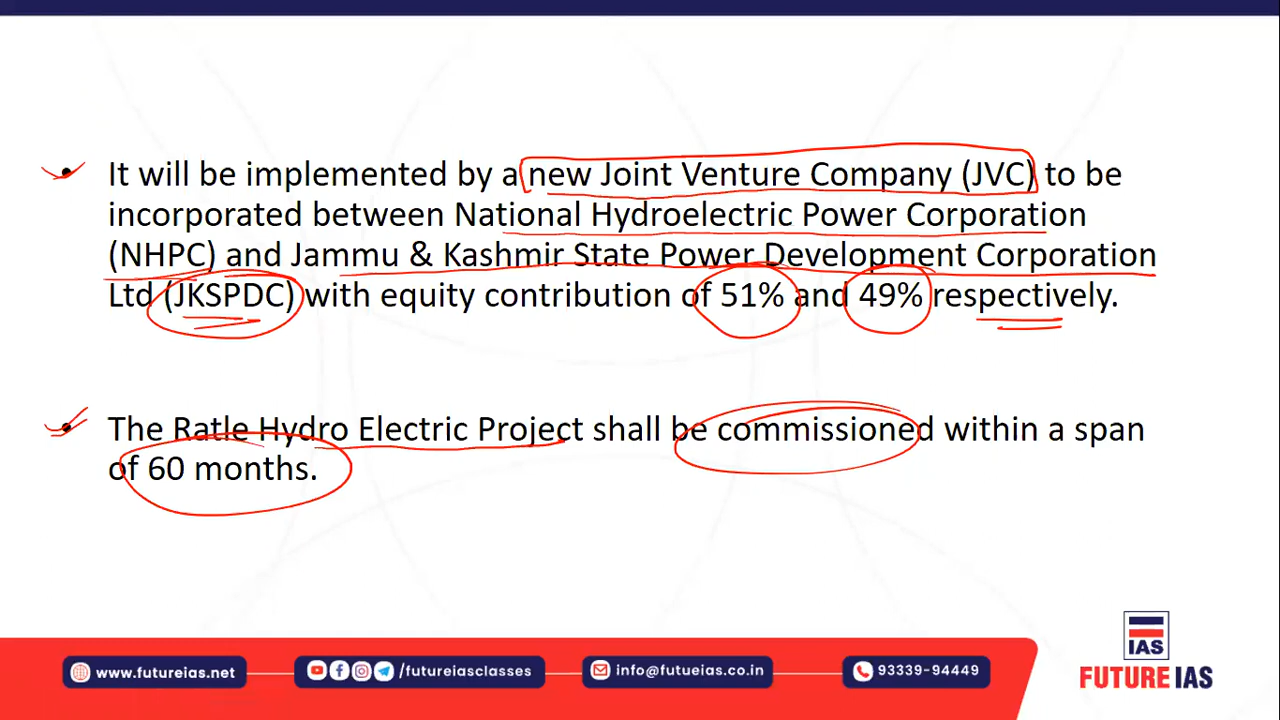 It will be implemented by a new Joint Venture Company (JVC) to be
incorporated between National Hydroelectric Power Corporation
(NHPC) and Jammu & Kashmir State Power Development Corporation
Ltd (JKSPDC) with equity contribution of 51% and 49% respectively.
The Ratle Hydro Electric Project shall be commissioned within a span
of 60 months.
www.futureias.net
/futureiasclasses
info@futueias.co.in
93339-94449
IAS
FUTURE IAS